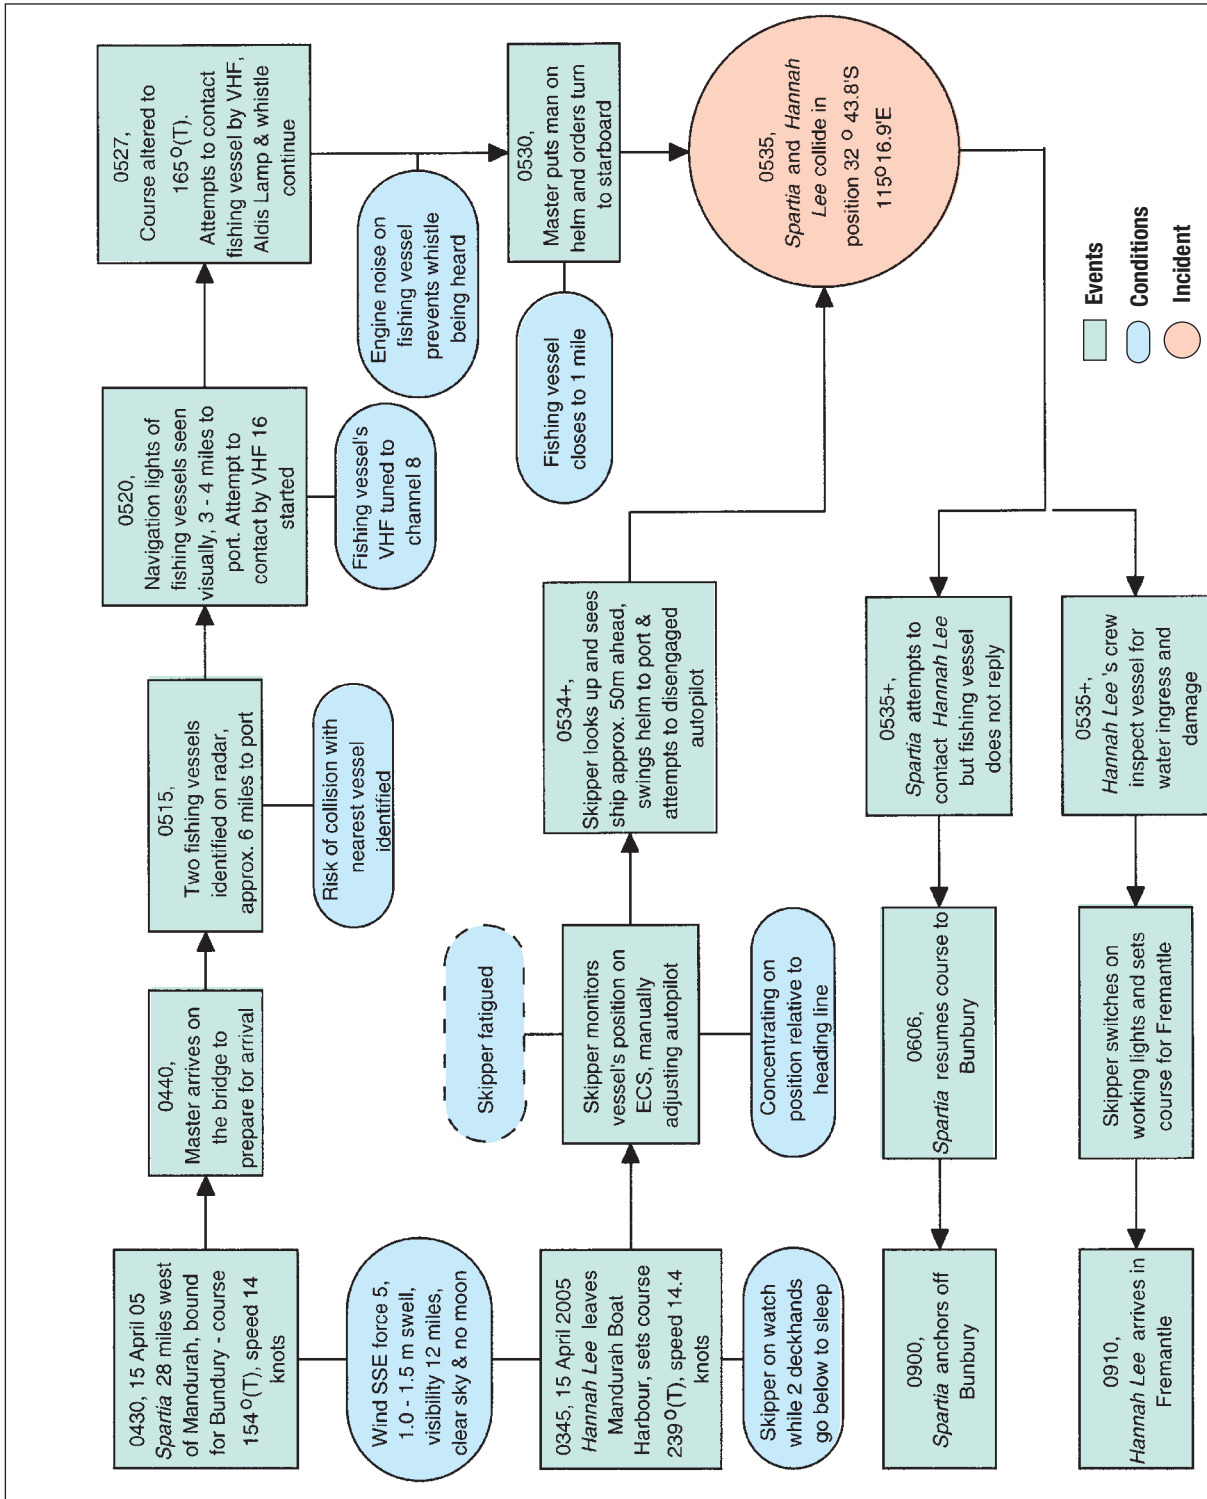 0430, 15 April 05
Spartia 28 miles west
of Mandurah, bound
for Bundury - course
154 º(T), speed 14
knots
0440,
Master arrives on
the bridge to
prepare for arrival
0515,
Two fishing vessels
identified on radar,
approx. 6 miles to port
Risk of collision with
nearest vessel
identified
0520,
Navigation lights of
fishing vessels seen
visually, 3 - 4 miles to
port. Attempt to
contact by VHF 16
started
Fishing vessel's
VHF tuned to
channel 8
0527,
Course altered to
165 º(T).
Attempts to contact
fishing vessel by VHF,
Aldis Lamp & whistle
continue
Engine noise on
fishing vessel
prevents whistle
being heard
0530,
Master puts man on
helm and orders turn
to starboard
Fishing vessel
closes to 1 mile
Wind SSE force 5,
1.0 - 1.5 m swell,
visibility 12 miles,
clear sky & no moon
0345, 15 April 2005
Hannah Lee leaves
Mandurah Boat
Harbour, sets course
239 º(T), speed 14.4
knots
Skipper on watch
while 2 deckhands
go below to sleep
Skipper fatigued
Skipper monitors
vessel's position on
ECS, manually
adjusting autopilot
Concentrating on
position relative to
heading line
0534+,
Skipper looks up and sees
ship approx. 50m ahead,
swings helm to port &
attempts to disengaged
autopilot
0535,
Spartia and Hannah
Lee collide in
position 32 º 43.8'S
115º16.9'E
0535+,
Spartia attempts to
contact Hannah Lee
but fishing vessel
does not reply
0606,
Spartia resumes course to
Bunbury
0900,
Spartia anchors off
Bunbury
0535+,
Hannah Lee 's crew
inspect vessel for
water ingress and
damage
Skipper switches on
working lights and sets
course for Fremantle
0910,
Hannah Lee arrives in
Fremantle
Events
Conditions
Incident